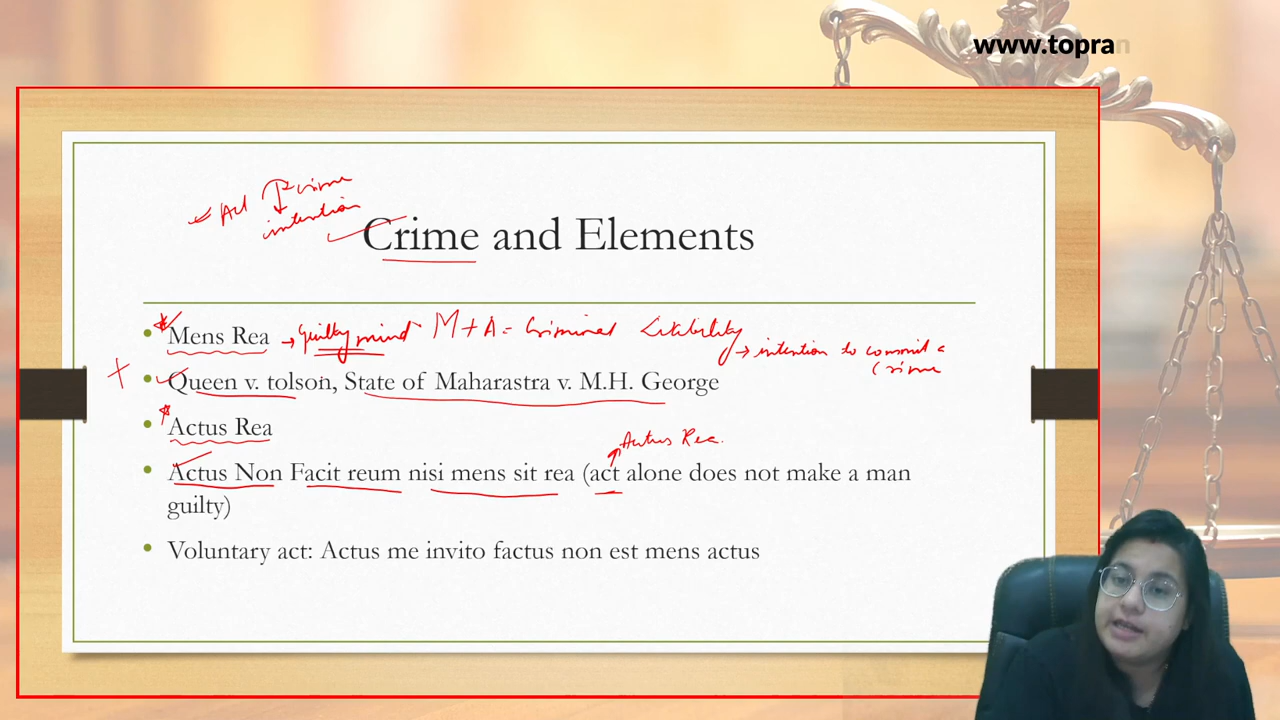 www.topran
Act Crime
intention
Crime and Elements
• Mens Rea → guilty mind M + A = Criminal Liability
→ intention to commit a
Crime
• Queen v. tolson, State of Maharastra v. M.H. George
• Actus Rea
Actus Rea.
• Actus Non Facit reum nisi mens sit rea (act alone does not make a man
guilty)
• Voluntary act: Actus me invito factus non est mens actus